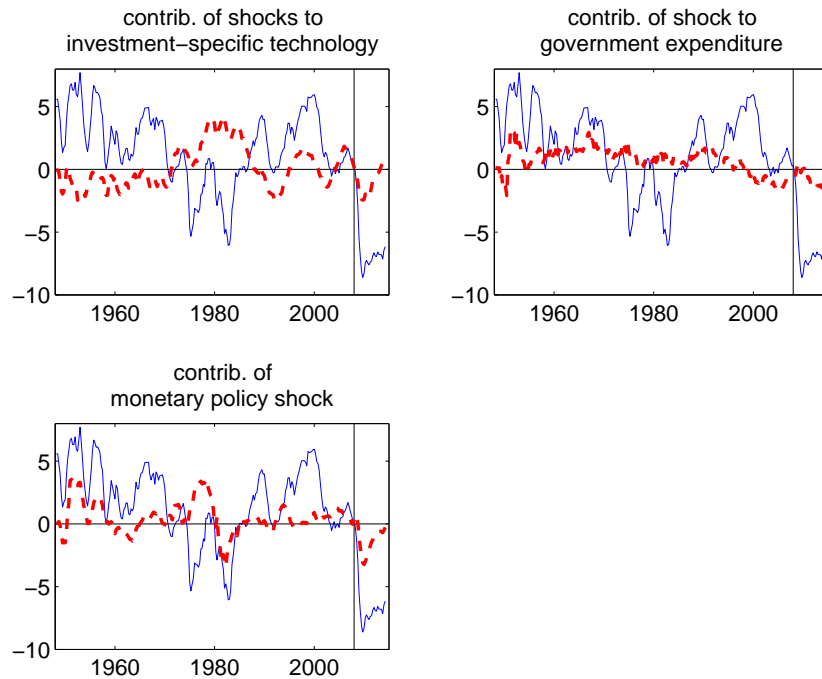 contrib. of shocks to
investment−specific technology
5
0
−5
−10
1960 1980 2000
contrib. of shock to
government expenditure
5
0
−5
−10
1960 1980 2000
contrib. of
monetary policy shock
5
0
−5
−10
1960 1980 2000